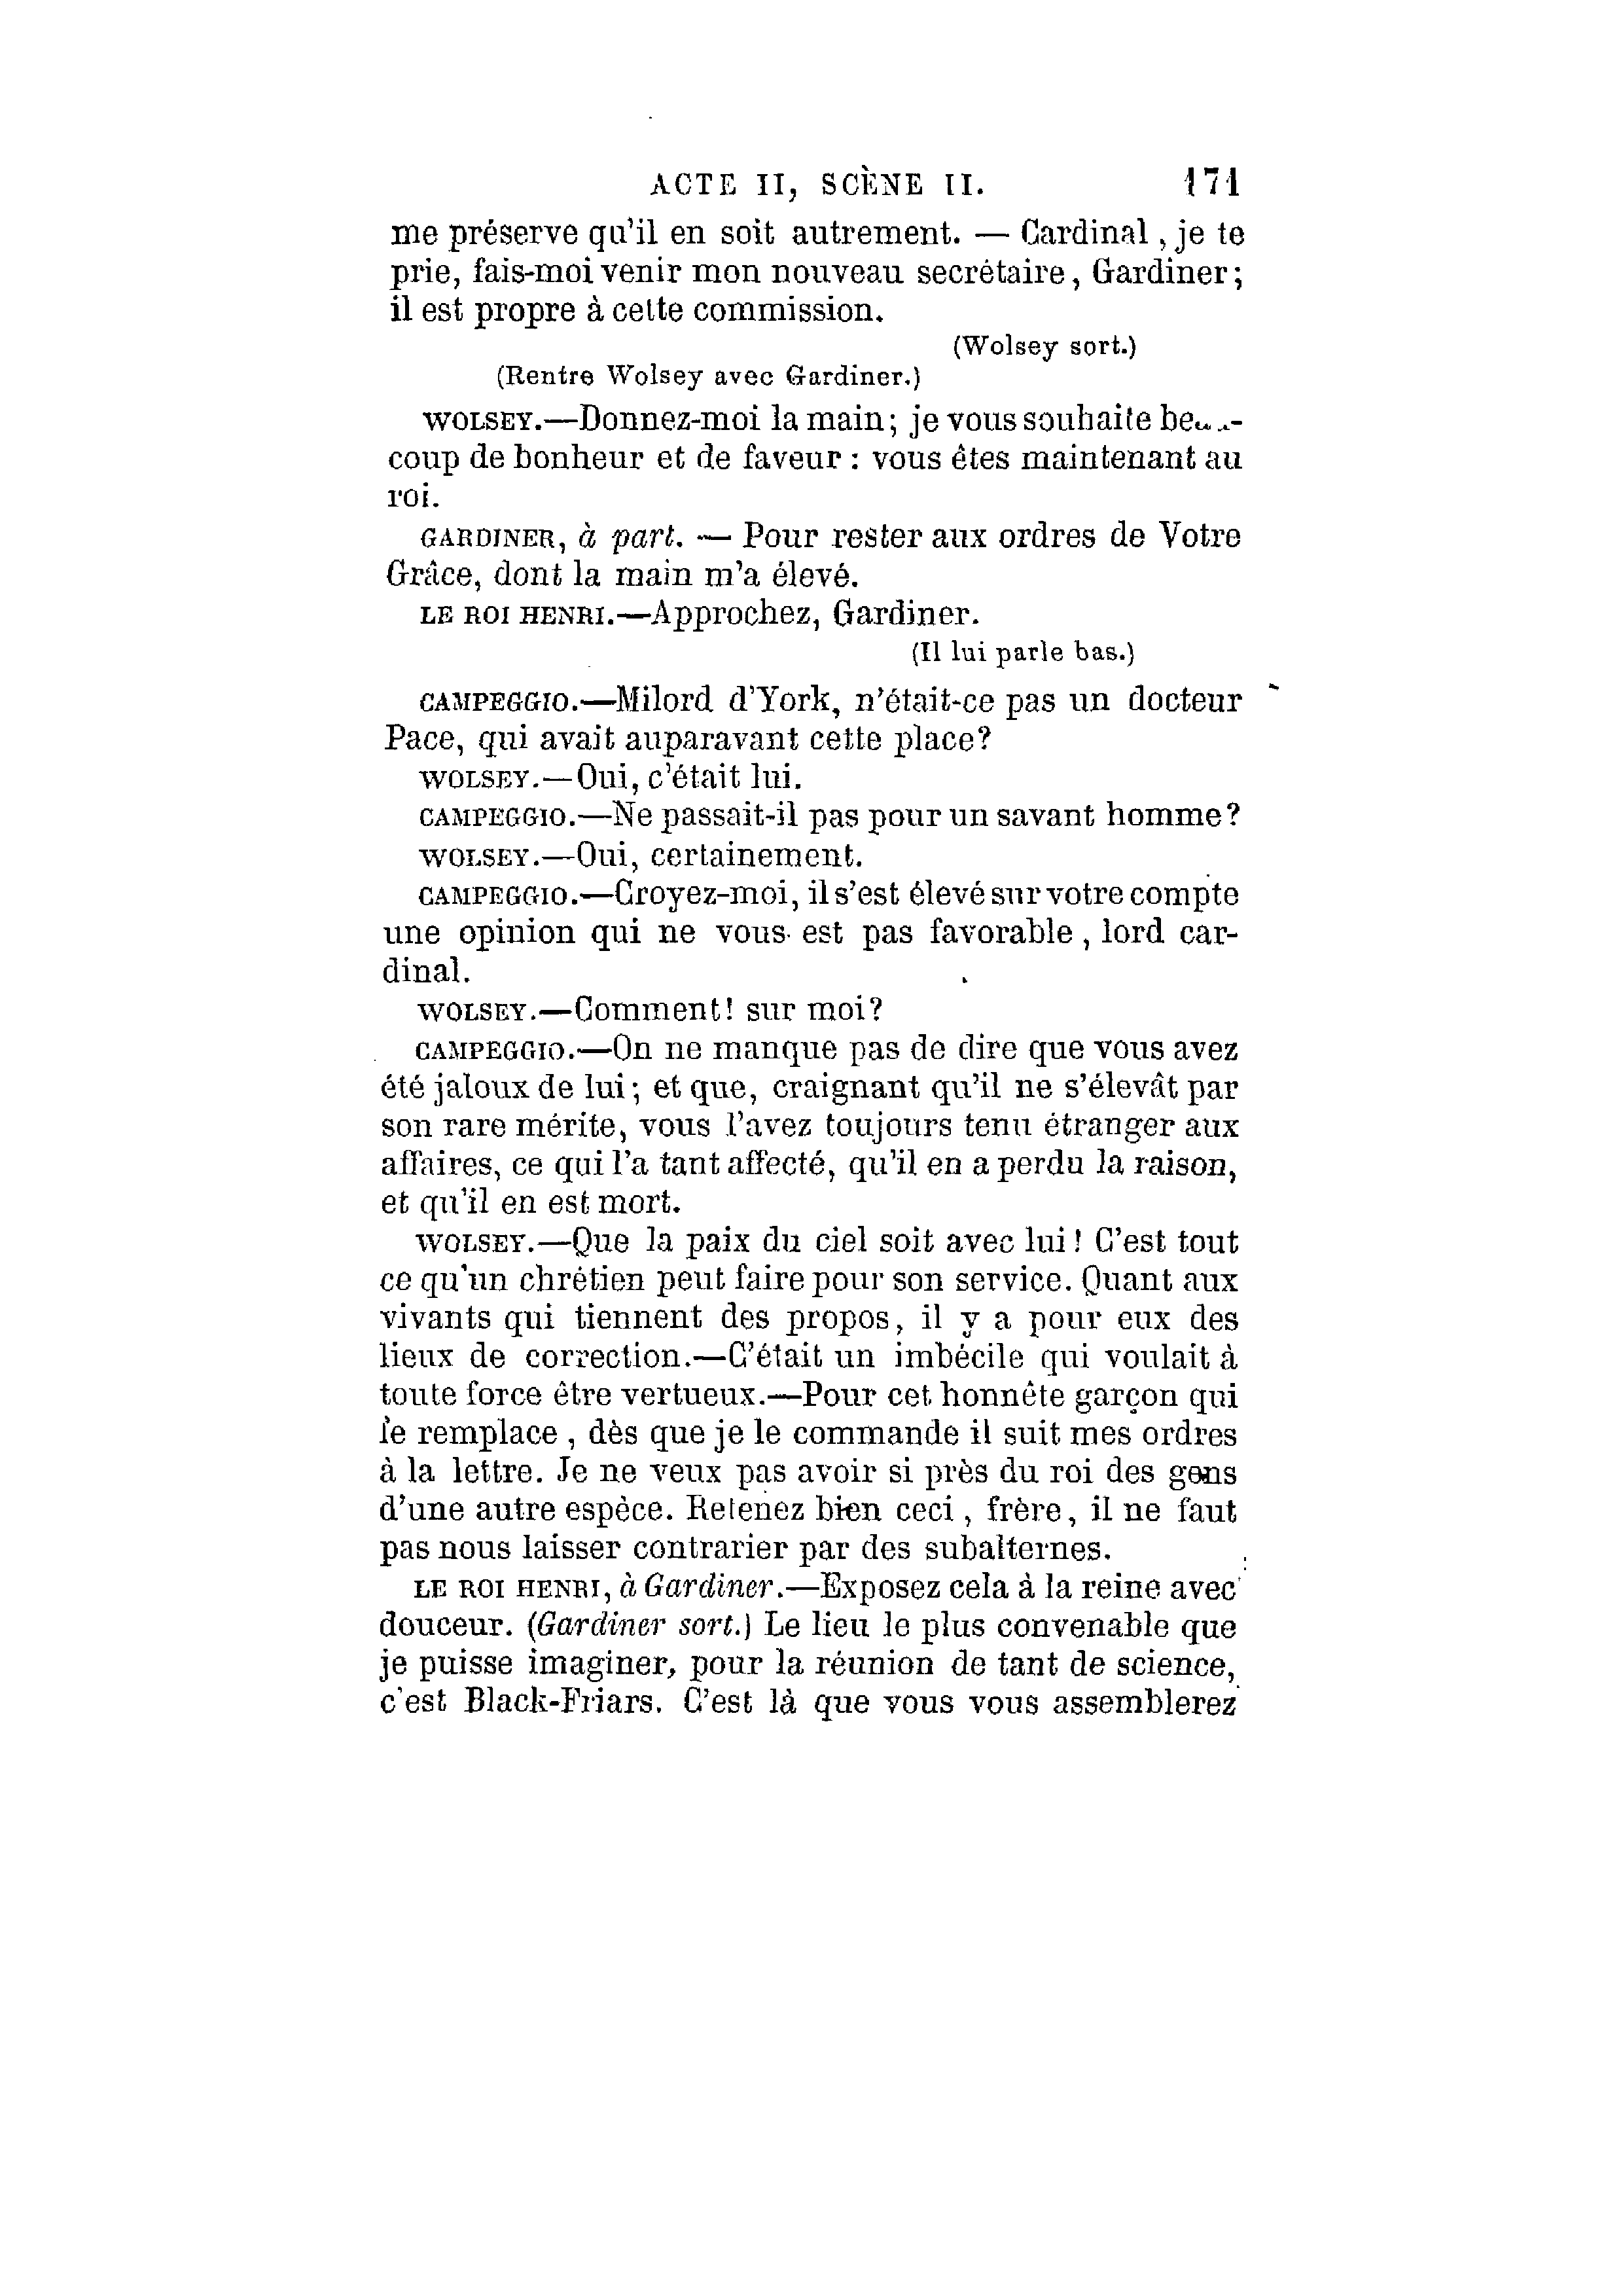 ACTE II, SCÈNE II. 171
me préserve qu'il en soit autrement. — Cardinal, je te
prie, fais-moi venir mon nouveau secrétaire, Gardiner;
il est propre à cette commission.
(Wolsey sort.)
(Rentre Wolsey avec Gardiner.)
WOLSEY.—Donnez-moi la main; je vous souhaite
coup de bonheur et de faveur : vous êtes maintenant au
roi.
GARDINER, à part. — Pour rester aux ordres de Votre
Grâce, dont la main m'a élevé.
LE ROI HENRI.—Approchez, Gardiner.
(Il lui parle bas.)
CAMPEGGIO.—Milord d'York, n'était-ce pas un docteur
Pace, qui avait auparavant cette place?
WOLSEY.—Oui, c'était lui.
CAMPEGGIO.—Ne passait-il pas pour un savant homme?
WOLSEY.—Oui, certainement.
CAMPEGGIO.—Croyez-moi, il s'est élevé sur votre compte
une opinion qui ne vous est pas favorable, lord car-
dinal.
WOLSEY.—Comment! sur moi?
CAMPEGGIO.—On ne manque pas de dire que vous avez
été jaloux de lui; et que, craignant qu'il ne s'élevât par
son rare mérite, vous l'avez toujours tenu étranger aux
affaires, ce qui l'a tant affecté, qu'il en a perdu la raison,
et qu'il en est mort.
WOLSEY.—Que la paix du ciel soit avec lui! C'est tout
ce qu'un chrétien peut faire pour son service. Quant aux
vivants qui tiennent des propos, il y a pour eux des
lieux de correction.—C'était un imbécile qui voulait à
toute force être vertueux.—Pour cet honnête garçon qui
le remplace, dès que je le commande il suit mes ordres
à la lettre. Je ne veux pas avoir si près du roi des gens
d'une autre espèce. Retenez bien ceci, frère, il ne faut
pas nous laisser contrarier par des subalternes.
LE ROI HENRI, à Gardiner.—Exposez cela à la reine avec
douceur. (Gardiner sort.) Le lieu le plus convenable que
je puisse imaginer, pour la réunion de tant de science,
c'est Black-Friars. C'est là que vous vous assemblerez